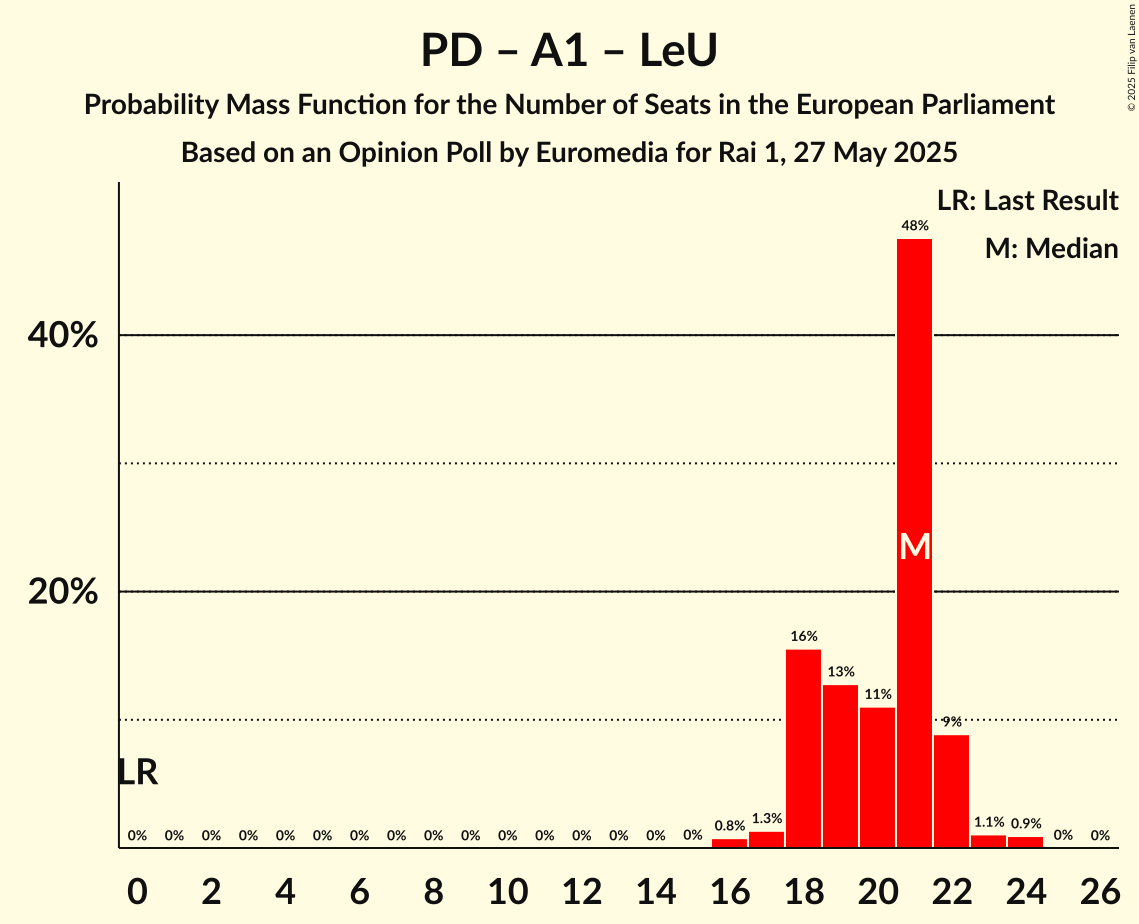 PD – A1 – LeU
Probability Mass Function for the Number of Seats in the European Parliament
Based on an Opinion Poll by Euromedia for Rai 1, 27 May 2025
© 2025 Filip van Laenen
LR: Last Result
M: Median
48%
40%
M
20%
16%
13%
11%
9%
LR
0% 0% 0% 0% 0% 0% 0% 0% 0% 0% 0% 0% 0% 0% 0% 0% 0.8% 1.3% 1.1% 0.9% 0% 0%
0 2 4 6 8 10 12 14 16 18 20 22 24 26